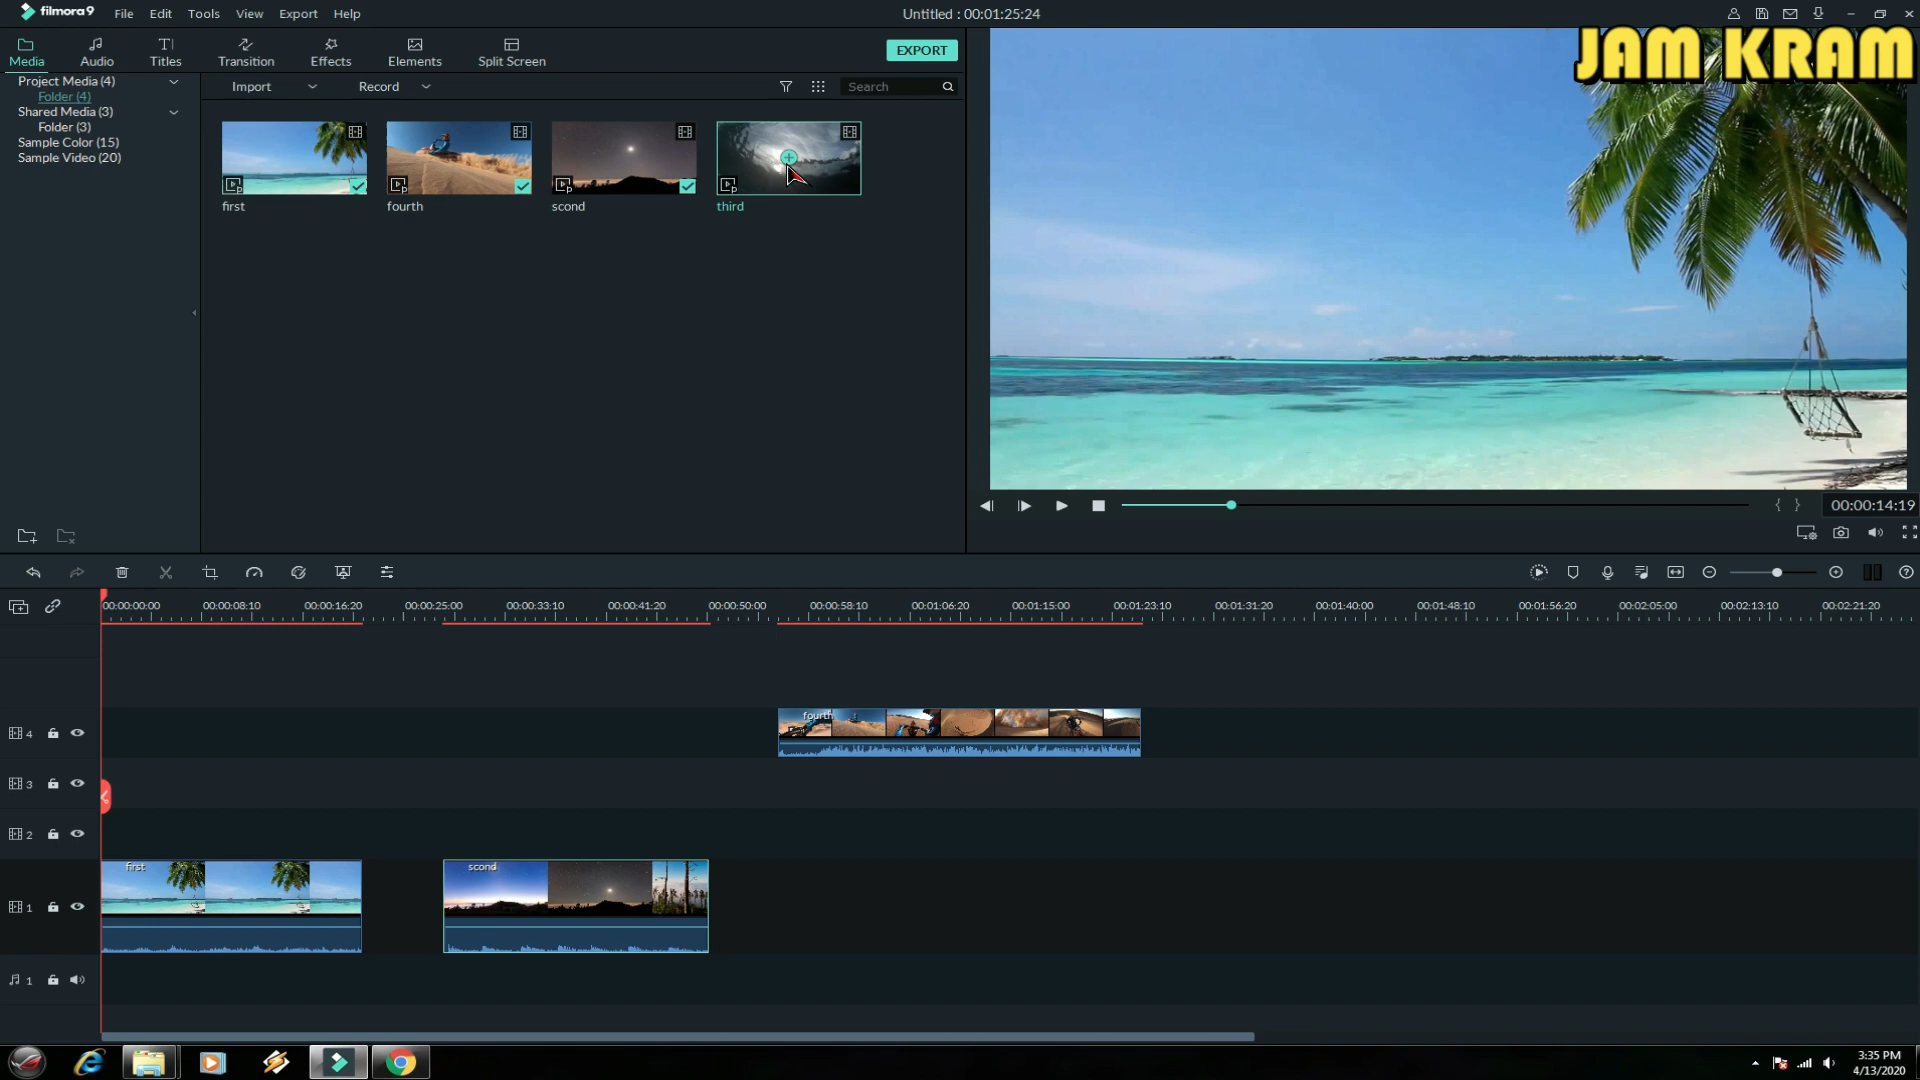 filmora9 File Edit Tools View Export Help Untitled : 00:01:25:24
JAM KRAM
Media Audio Titles Transition Effects Elements Split Screen EXPORT
Project Media (4)
Folder (4)
Shared Media (3)
Folder (3)
Sample Color (15)
Sample Video (20)
Import Record Search
first fourth scond third
00:00:14:19
00:00:00:00 00:00:08:10 00:00:16:20 00:00:25:00 00:00:33:10 00:00:41:20 00:00:50:00 00:00:58:10 00:01:06:20 00:01:15:00 00:01:23:10 00:01:31:20 00:01:40:00 00:01:48:10 00:01:56:20 00:02:05:00 00:02:13:10 00:02:21:20
fourth
4
3
2
first scond
1
1
3:35 PM
4/13/2020